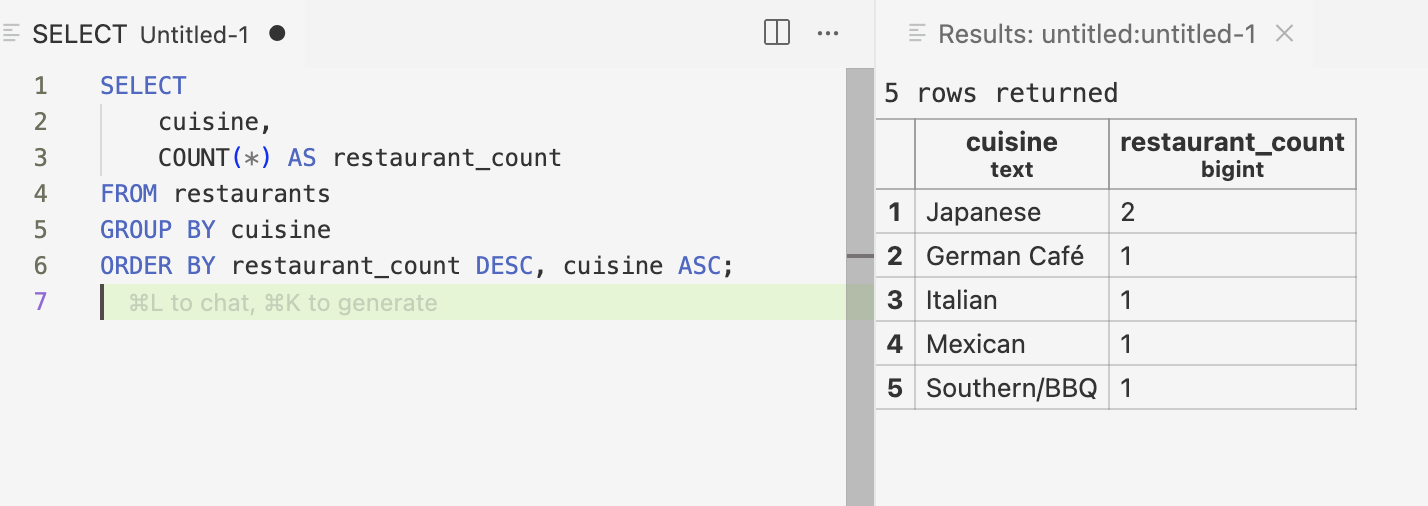 SELECT Untitled-1
1 SELECT
2 cuisine,
3 COUNT(*) AS restaurant_count
4 FROM restaurants
5 GROUP BY cuisine
6 ORDER BY restaurant_count DESC, cuisine ASC;
7 ⌘L to chat, ⌘K to generate
Results: untitled:untitled-1
5 rows returned
cuisine restaurant_count
text bigint
1 Japanese 2
2 German Café 1
3 Italian 1
4 Mexican 1
5 Southern/BBQ 1